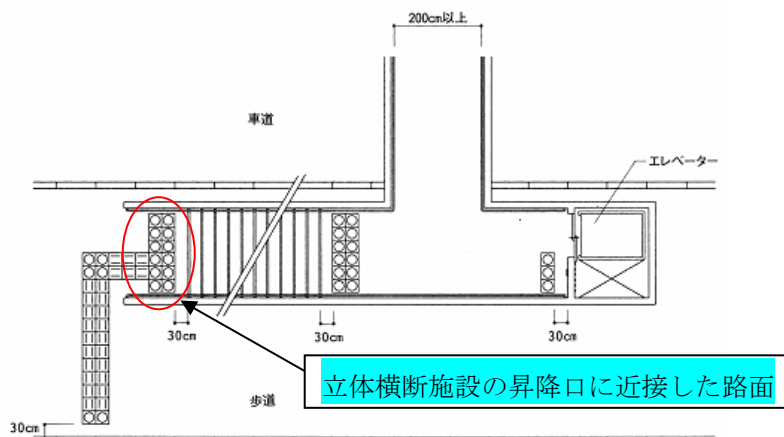 200cm以上
車道
エレベーター
30cm
30cm
30cm
立体横断施設の昇降口に近接した路面
歩道
30cm